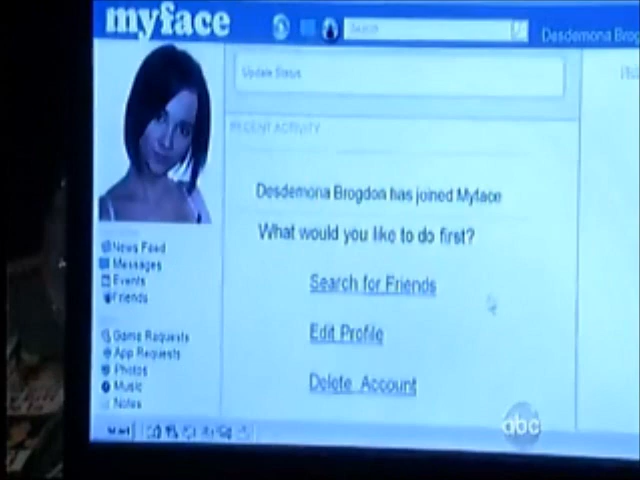 myface
Search
Desdemona Brog
Update Status
RECENT ACTIVITY
Desdemona Brogdon has joined Myface
What would you like to do first?
Search for Friends
Edit Profile
Delete Account
News Feed
Messages
Events
Friends
Game Requests
App Requests
Photos
Music
Notes
abc